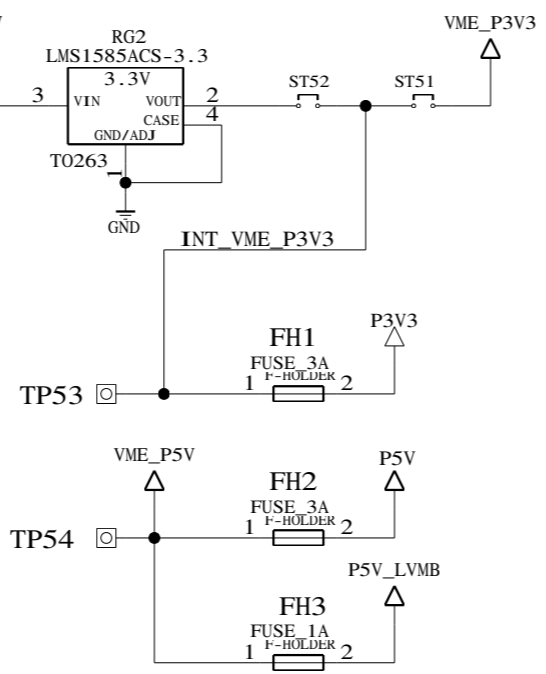 VME_P3V3
RG2
LMS1585ACS-3.3
3.3V
ST52
ST51
3
VIN
VOUT
2
CASE
4
GND/ADJ
TO263
1
GND
INT_VME_P3V3
P3V3
FH1
FUSE_3A
F-HOLDER
1
2
TP53
VME_P5V
P5V
FH2
FUSE_3A
F-HOLDER
1
2
TP54
P5V_LVMB
FH3
FUSE_1A
F-HOLDER
1
2